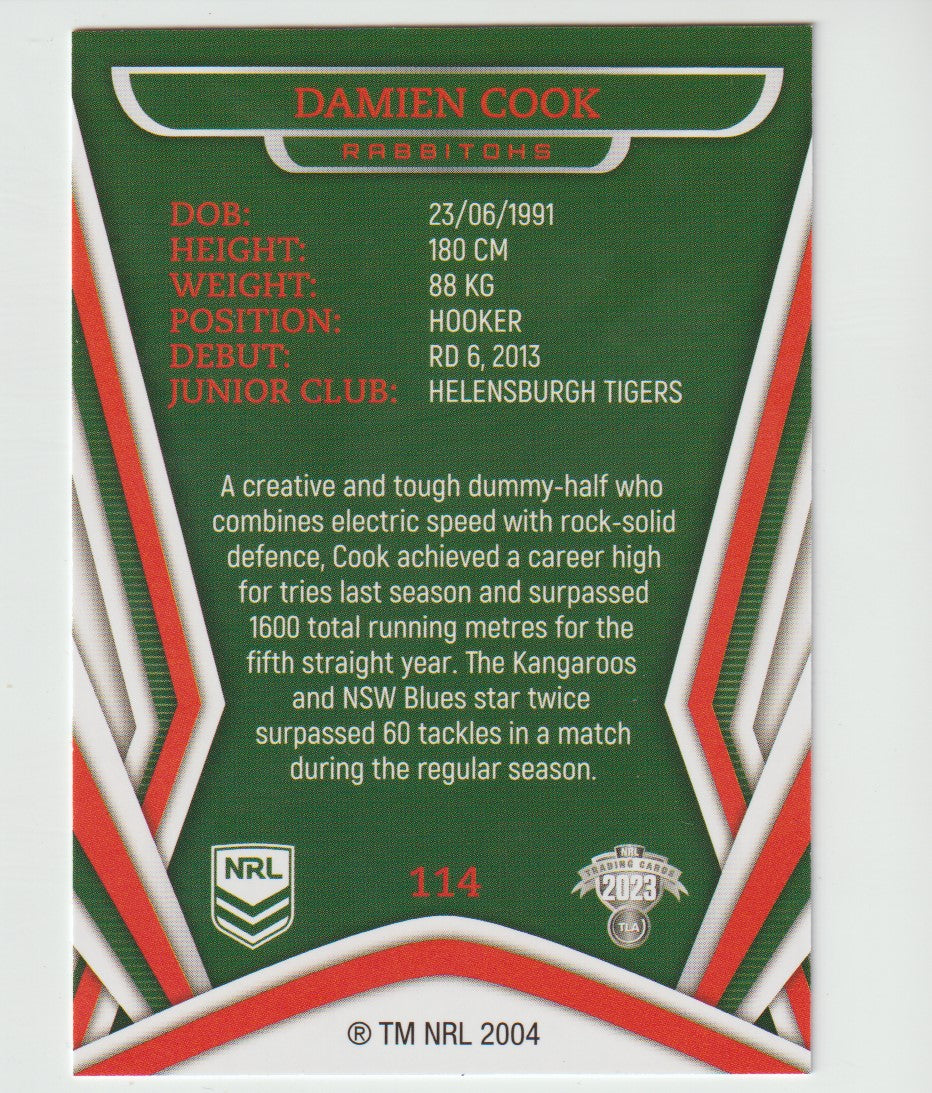 DAMIEN COOK
RABBITOHS
DOB: 23/06/1991
HEIGHT: 180 CM
WEIGHT: 88 KG
POSITION: HOOKER
DEBUT: RD 6, 2013
JUNIOR CLUB: HELENSBURGH TIGERS
A creative and tough dummy-half who
combines electric speed with rock-solid
defence, Cook achieved a career high
for tries last season and surpassed
1600 total running metres for the
fifth straight year. The Kangaroos
and NSW Blues star twice
surpassed 60 tackles in a match
during the regular season.
NRL
114
NRL
TRADING CARDS
2023
TLA
® TM NRL 2004